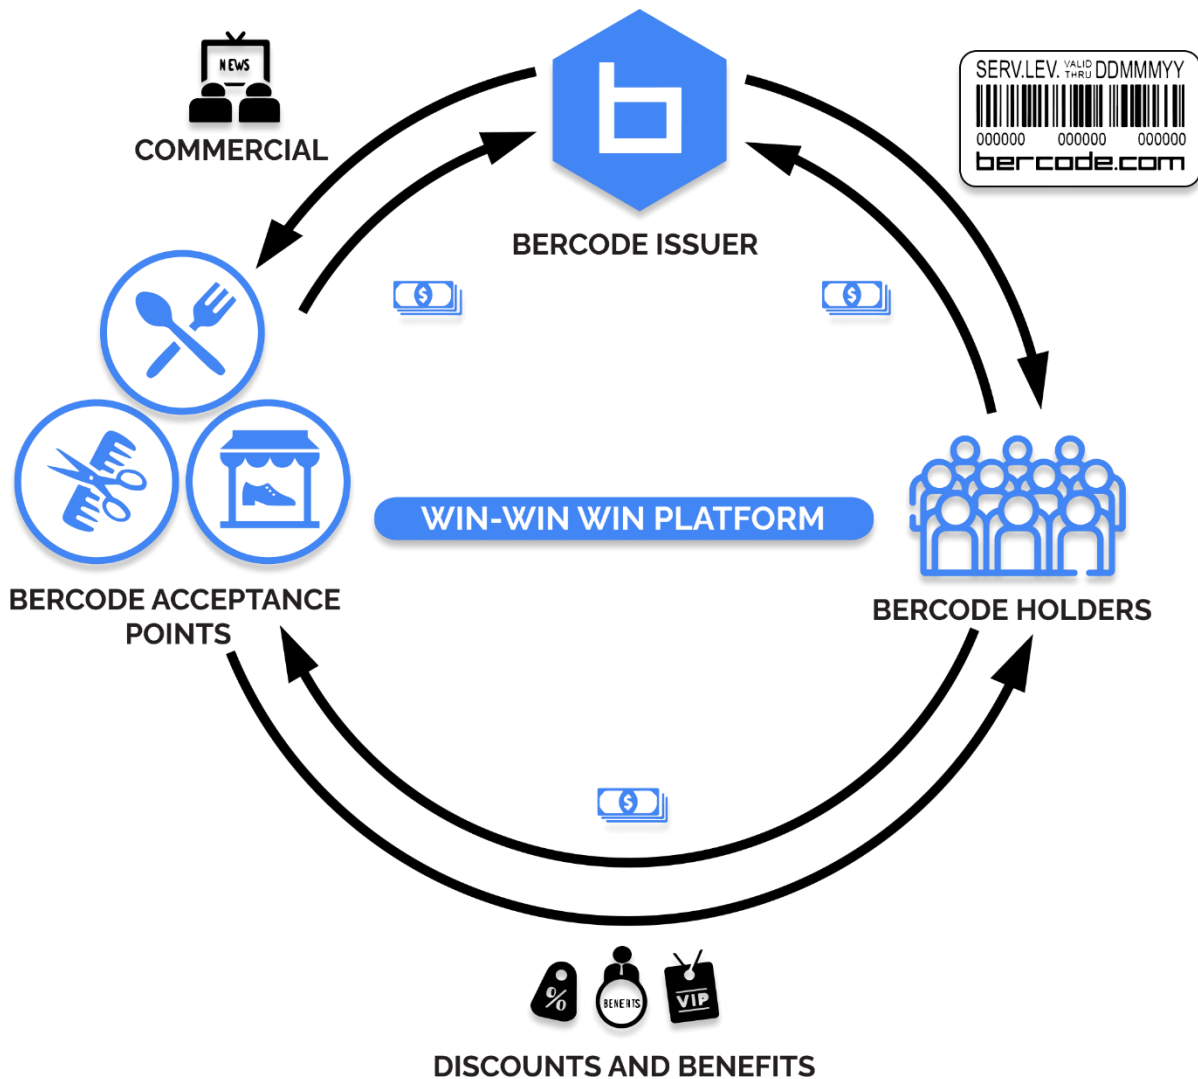 NEWS
COMMERCIAL
b
BERCODE ISSUER
SERV.LEV. VALID THRU DDMMMYY
000000 000000 000000
bercode.com
WIN-WIN WIN PLATFORM
BERCODE ACCEPTANCE
POINTS
BERCODE HOLDERS
%
BENEFITS
VIP
DISCOUNTS AND BENEFITS